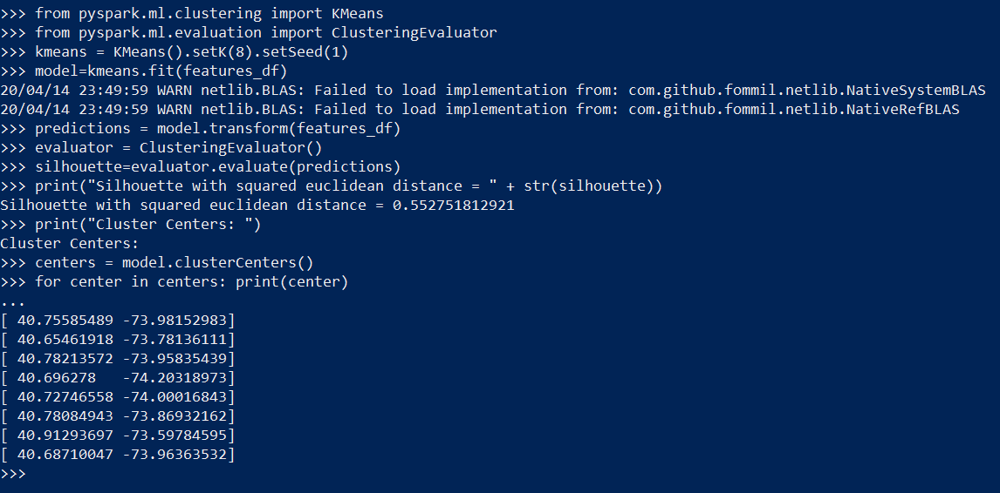 >>> from pyspark.ml.clustering import KMeans
>>> from pyspark.ml.evaluation import ClusteringEvaluator
>>> kmeans = KMeans().setK(8).setSeed(1)
>>> model=kmeans.fit(features_df)
20/04/14 23:49:59 WARN netlib.BLAS: Failed to load implementation from: com.github.fommil.netlib.NativeSystemBLAS
20/04/14 23:49:59 WARN netlib.BLAS: Failed to load implementation from: com.github.fommil.netlib.NativeRefBLAS
>>> predictions = model.transform(features_df)
>>> evaluator = ClusteringEvaluator()
>>> silhouette=evaluator.evaluate(predictions)
>>> print("Silhouette with squared euclidean distance = " + str(silhouette))
Silhouette with squared euclidean distance = 0.552751812921
>>> print("Cluster Centers: ")
Cluster Centers:
>>> centers = model.clusterCenters()
>>> for center in centers: print(center)
...
[ 40.75585489 -73.98152983]
[ 40.65461918 -73.78136111]
[ 40.78213572 -73.95835439]
[ 40.696278   -74.20318973]
[ 40.72746558 -74.00016843]
[ 40.78084943 -73.86932162]
[ 40.91293697 -73.59784595]
[ 40.68710047 -73.96363532]
>>>